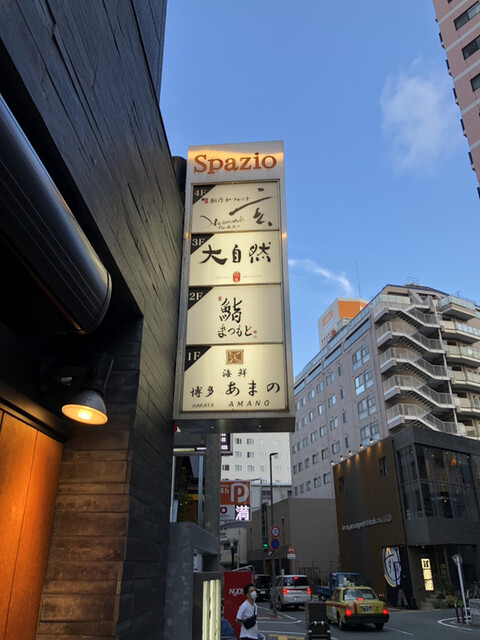 Spazio
4F
創作和フレンチ
3F
大自然
2F
鮨
まつもと
1F
海鮮
博多 あまの
HAKATA AMANO
P
満